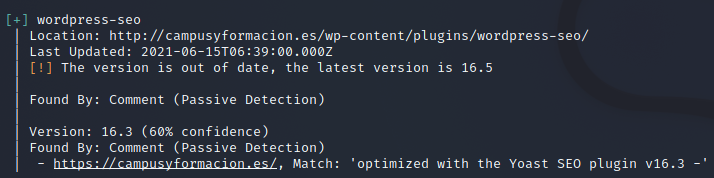 [+] wordpress-seo
| Location: http://campusyformacion.es/wp-content/plugins/wordpress-seo/
| Last Updated: 2021-06-15T06:39:00.000Z
| [!] The version is out of date, the latest version is 16.5
|
| Found By: Comment (Passive Detection)
|
| Version: 16.3 (60% confidence)
| Found By: Comment (Passive Detection)
|  - https://campusyformacion.es/, Match: 'optimized with the Yoast SEO plugin v16.3 -'